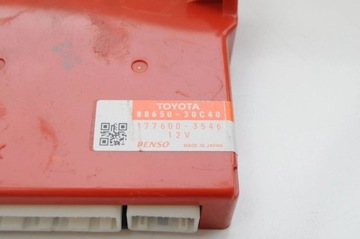 TOYOTA
88650-30C40
177600-3546
12V
DENSO MADE IN JAPAN